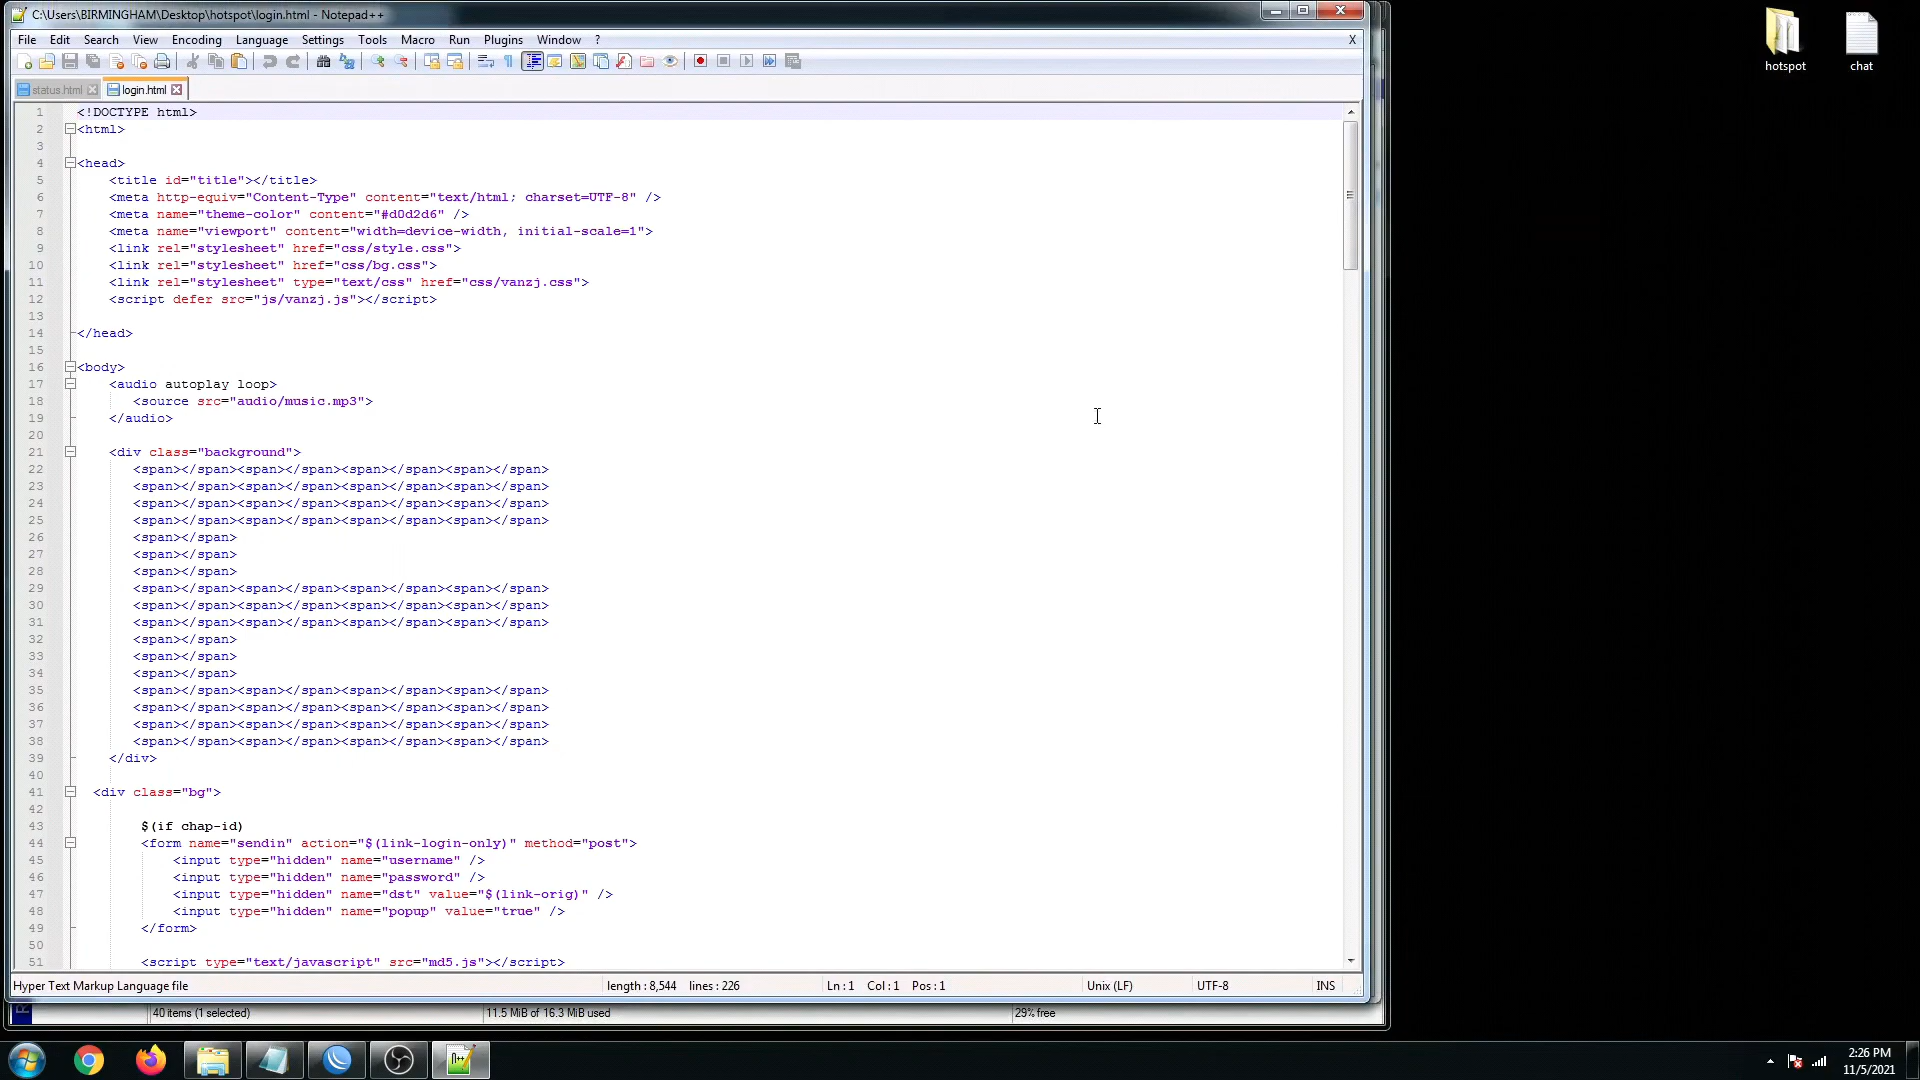 C:\Users\BIRMINGHAM\Desktop\hotspot\login.html - Notepad++
File Edit Search View Encoding Language Settings Tools Macro Run Plugins Window ? X
status.html login.html
1 <!DOCTYPE html>
2 <html>
3
4 <head>
5 <title id="title"></title>
6 <meta http-equiv="Content-Type" content="text/html; charset=UTF-8" />
7 <meta name="theme-color" content="#d0d2d6" />
8 <meta name="viewport" content="width=device-width, initial-scale=1">
9 <link rel="stylesheet" href="css/style.css">
10 <link rel="stylesheet" href="css/bg.css">
11 <link rel="stylesheet" type="text/css" href="css/vanzj.css">
12 <script defer src="js/vanzj.js"></script>
13
14 </head>
15
16 <body>
17 <audio autoplay loop>
18 <source src="audio/music.mp3">
19 </audio>
20
21 <div class="background">
22 <span></span><span></span><span></span><span></span>
23 <span></span><span></span><span></span><span></span>
24 <span></span><span></span><span></span><span></span>
25 <span></span><span></span><span></span><span></span>
26 <span></span>
27 <span></span>
28 <span></span>
29 <span></span><span></span><span></span><span></span>
30 <span></span><span></span><span></span><span></span>
31 <span></span><span></span><span></span><span></span>
32 <span></span>
33 <span></span>
34 <span></span>
35 <span></span><span></span><span></span><span></span>
36 <span></span><span></span><span></span><span></span>
37 <span></span><span></span><span></span><span></span>
38 <span></span><span></span><span></span><span></span>
39 </div>
40
41 <div class="bg">
42
43 $(if chap-id)
44 <form name="sendin" action="$(link-login-only)" method="post">
45 <input type="hidden" name="username" />
46 <input type="hidden" name="password" />
47 <input type="hidden" name="dst" value="$(link-orig)" />
48 <input type="hidden" name="popup" value="true" />
49 </form>
50
51 <script type="text/javascript" src="md5.js"></script>
Hyper Text Markup Language file length : 8,544 lines : 226 Ln : 1 Col : 1 Pos : 1 Unix (LF) UTF-8 INS
40 items (1 selected) 11.5 MiB of 16.3 MiB used 29% free
hotspot
chat
2:26 PM
11/5/2021